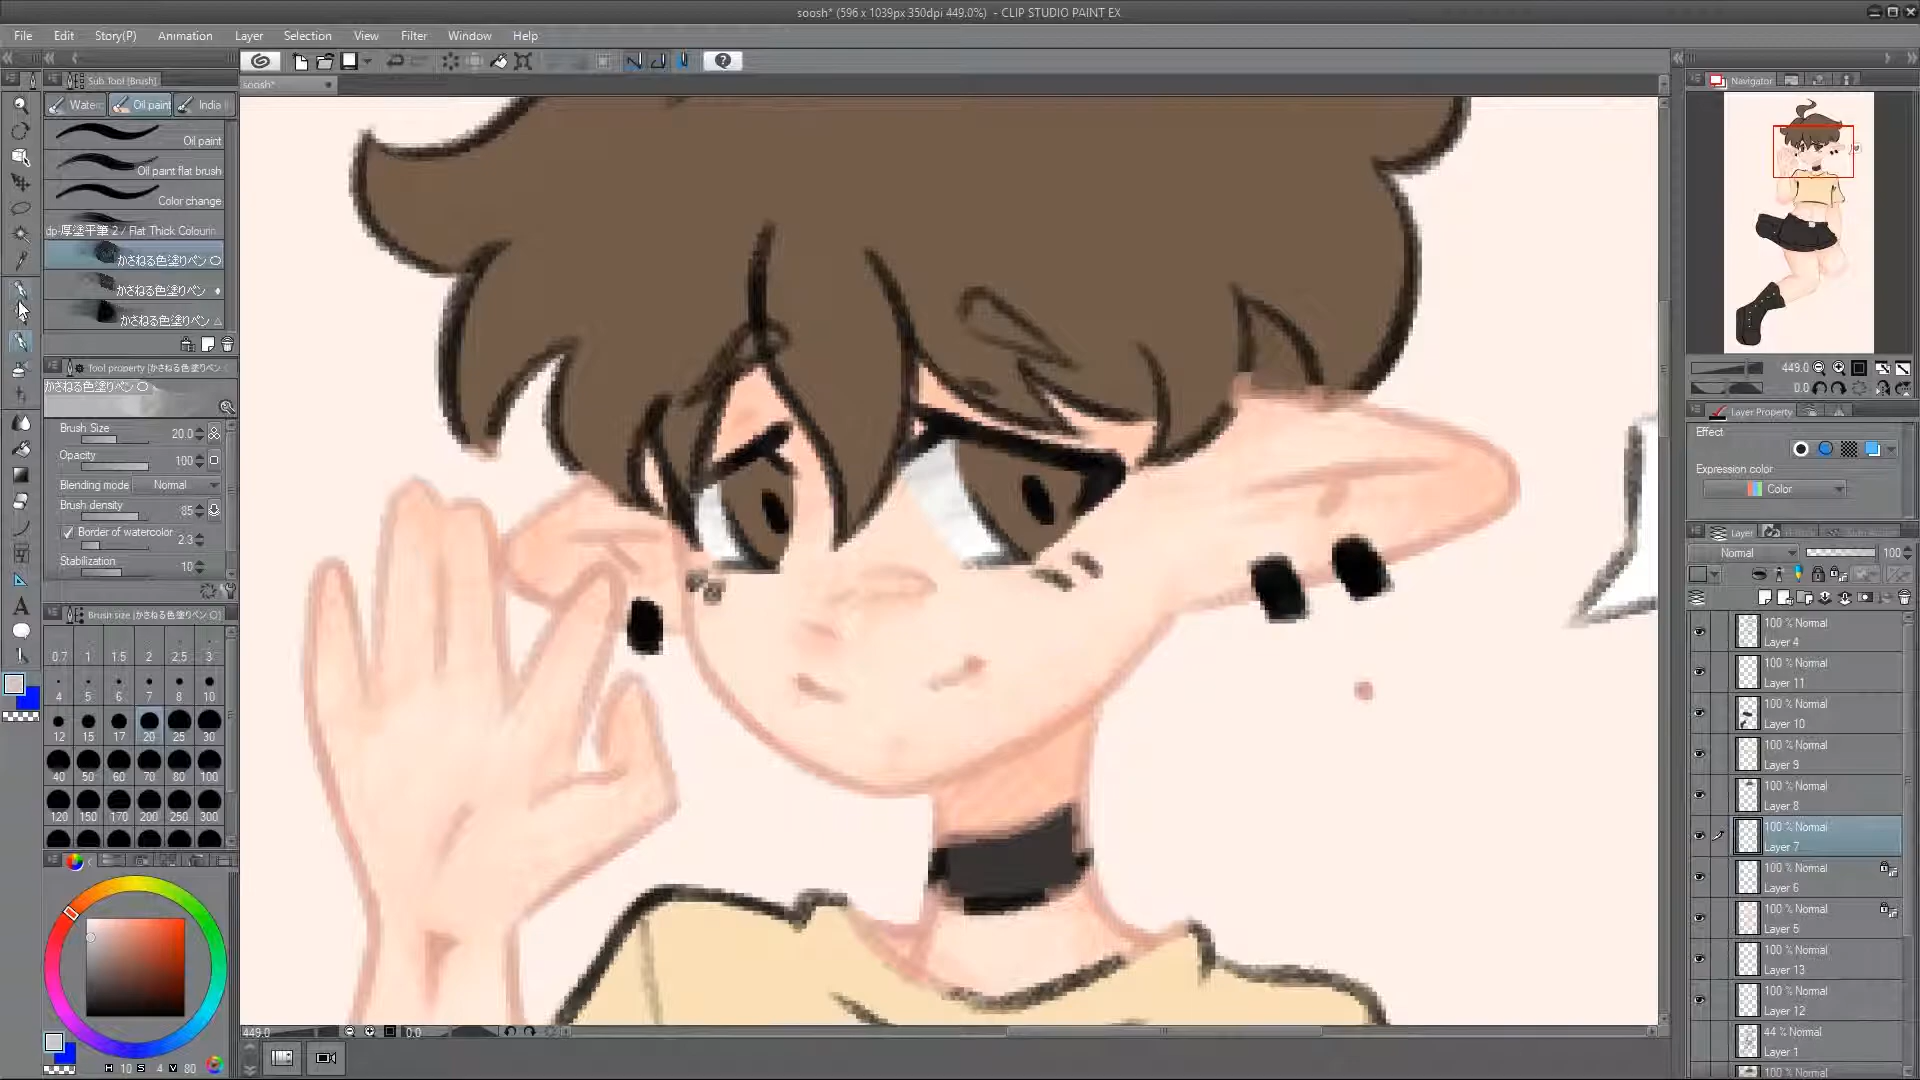 soosh* (596 x 1039px 350dpi 449.0%) - CLIP STUDIO PAINT EX
File Edit Story(P) Animation Layer Selection View Filter Window Help
Sub Tool [Brush]
soosh*
Navigator
Oil paint India
Oil paint
Oil paint flat brush
Color change
dp-厚塗平筆 2 / Flat Thick Colourin
かさねる色塗りペン ○
かさねる色塗りペン ♦
かさねる色塗りペン △
Tool property [かさねる色塗りペン
かさねる色塗りペン ○
Brush Size 20.0
Opacity 100
Blending mode Normal
Brush density 85
Border of watercolor 2.3
Stabilization 10
Brush size [かさねる色塗りペン ○]
0.7 1 1.5 2 2.5 3
4 5 6 7 8 10
12 15 17 20 25 30
40 50 60 70 80 100
120 150 170 200 250 300
H 10 S 4 V 80
449.0 0.0
449.0
0.0
Layer Property
Effect
Expression color
Color
Layer
Normal 100
100 % Normal
Layer 4
100 % Normal
Layer 11
100 % Normal
Layer 10
100 % Normal
Layer 9
100 % Normal
Layer 8
100 % Normal
Layer 7
100 % Normal
Layer 6
100 % Normal
Layer 5
100 % Normal
Layer 13
100 % Normal
Layer 12
44 % Normal
Layer 1
100 % Normal